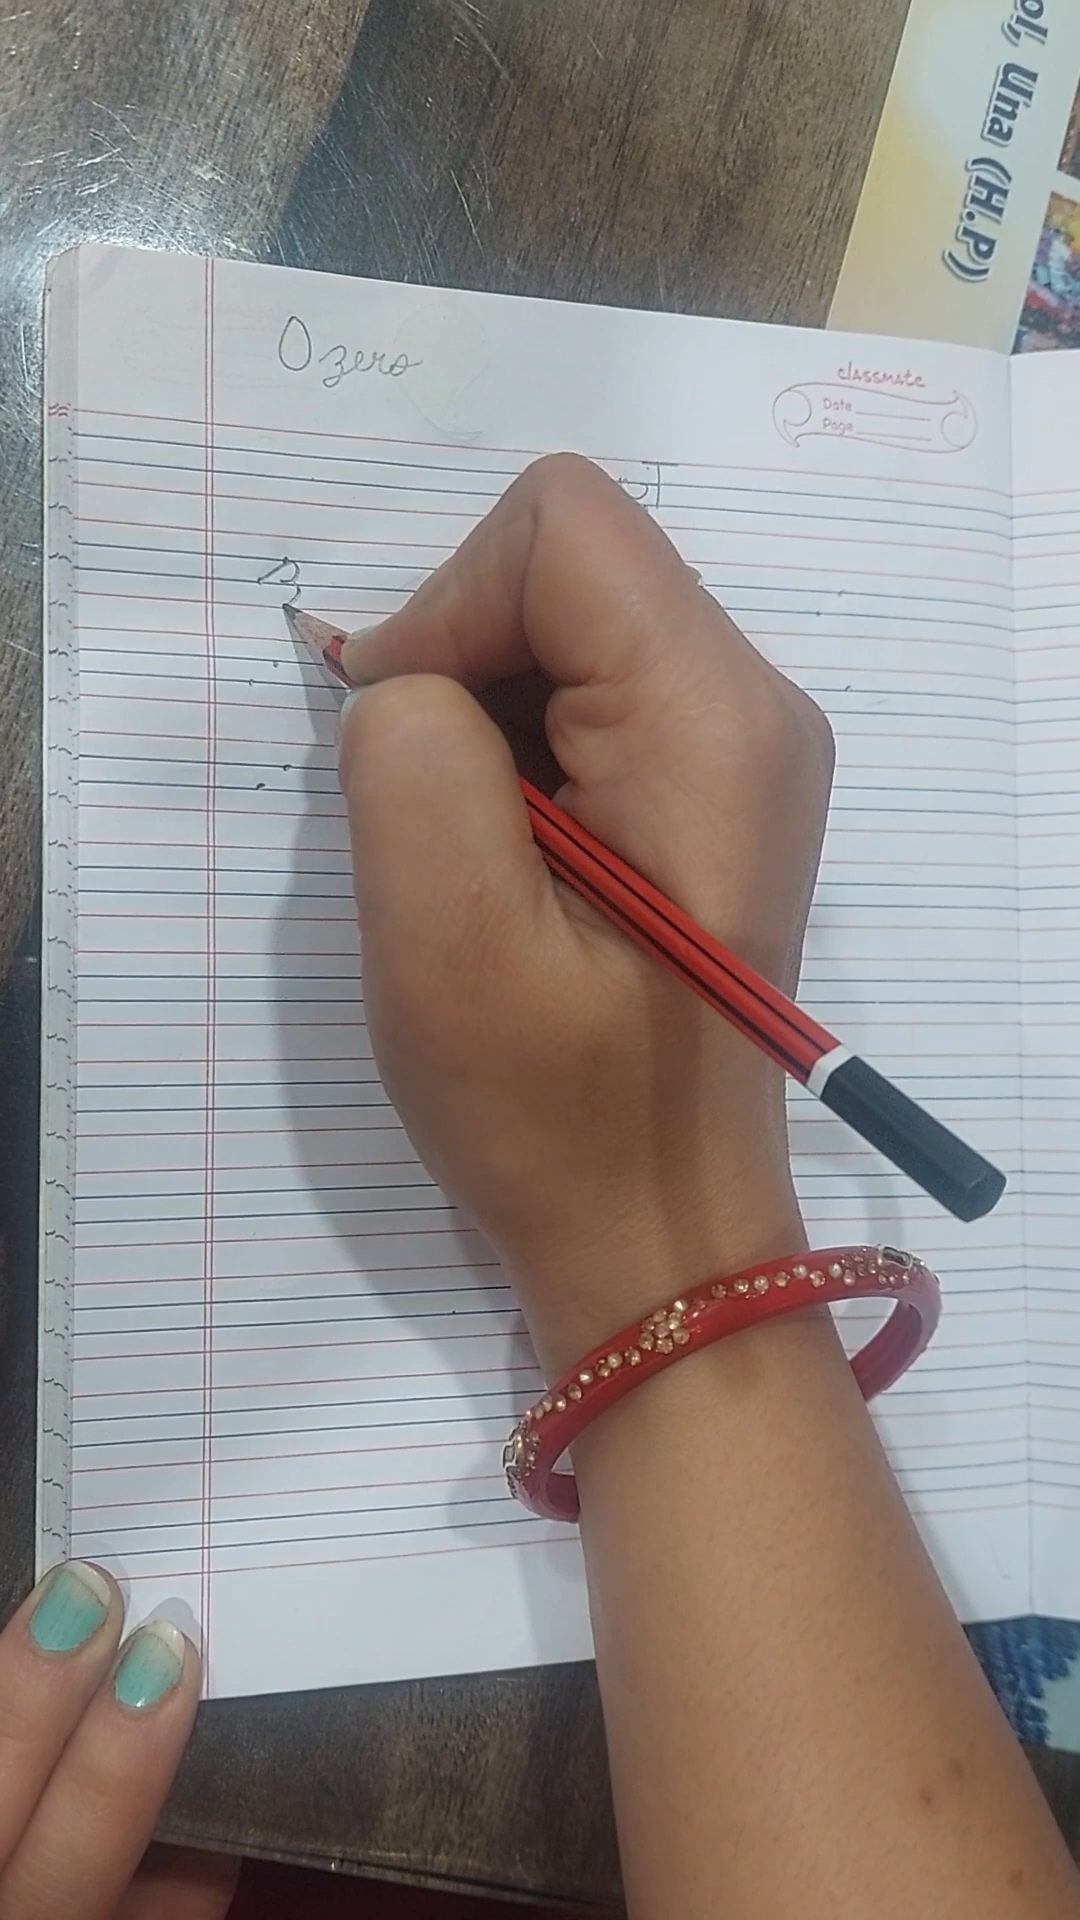 ol, Una (H.P)
0 zero
classmate
Date
Page